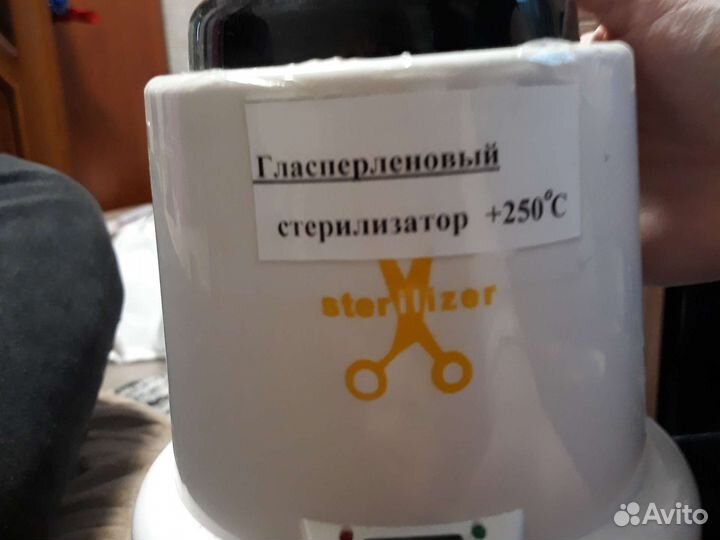 Гласперленовый
стерилизатор +250°C
sterilizer
Avito